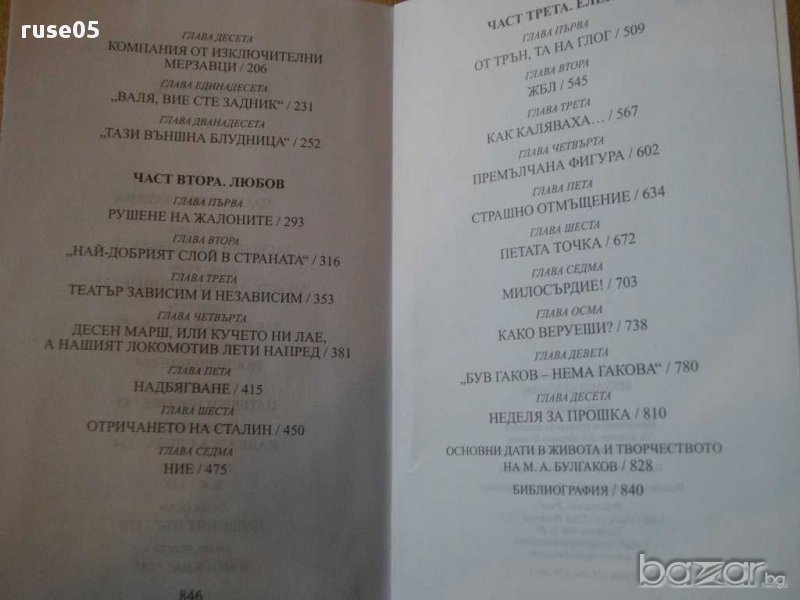 ruse05
ГЛАВА ДЕСЕТА
КОМПАНИЯ ОТ ИЗКЛЮЧИТЕЛНИ
МЕРЗАВЦИ / 206
ГЛАВА ЕДИНАДЕСЕТА
„ВАЛЯ, ВИЕ СТЕ ЗАДНИК“ / 231
ГЛАВА ДВАНАДЕСЕТА
„ТАЗИ ВЪНШНА БЛУДНИЦА“ / 252
ЧАСТ ВТОРА. ЛЮБОВ
ГЛАВА ПЪРВА
РУШЕНЕ НА ЖАЛОНИТЕ / 293
ГЛАВА ВТОРА
„НАЙ-ДОБРИЯТ СЛОЙ В СТРАНАТА“ / 316
ГЛАВА ТРЕТА
ТЕАТЪР ЗАВИСИМ И НЕЗАВИСИМ / 353
ГЛАВА ЧЕТВЪРТА
ДЕСЕН МАРШ, ИЛИ КУЧЕТО НИ ЛАЕ,
А НАШИЯТ ЛОКОМОТИВ ЛЕТИ НАПРЕД / 381
ГЛАВА ПЕТА
НАДБЯГВАНЕ / 415
ГЛАВА ШЕСТА
ОТРИЧАНЕТО НА СТАЛИН / 450
ГЛАВА СЕДМА
НИЕ / 475
846
ЧАСТ ТРЕТА.
ГЛАВА ПЪРВА
ОТ ТРЪН, ТА НА ГЛОГ / 509
ГЛАВА ВТОРА
ЖБЛ / 545
ГЛАВА ТРЕТА
КАК КАЛЯВАХА… / 567
ГЛАВА ЧЕТВЪРТА
ПРЕМЪЛЧАНА ФИГУРА / 602
ГЛАВА ПЕТА
СТРАШНО ОТМЪЩЕНИЕ / 634
ГЛАВА ШЕСТА
ПЕТАТА ТОЧКА / 672
ГЛАВА СЕДМА
МИЛОСЪРДИЕ! / 703
ГЛАВА ОСМА
КАКО ВЕРУЕШИ? / 738
ГЛАВА ДЕВЕТА
„БУВ ГАКОВ – НЕМА ГАКОВА“ / 780
ГЛАВА ДЕСЕТА
НЕДЕЛЯ ЗА ПРОШКА / 810
ОСНОВНИ ДАТИ В ЖИВОТА И ТВОРЧЕСТВОТО
НА М. А. БУЛГАКОВ / 828
БИБЛИОГРАФИЯ / 840
bazar.bg